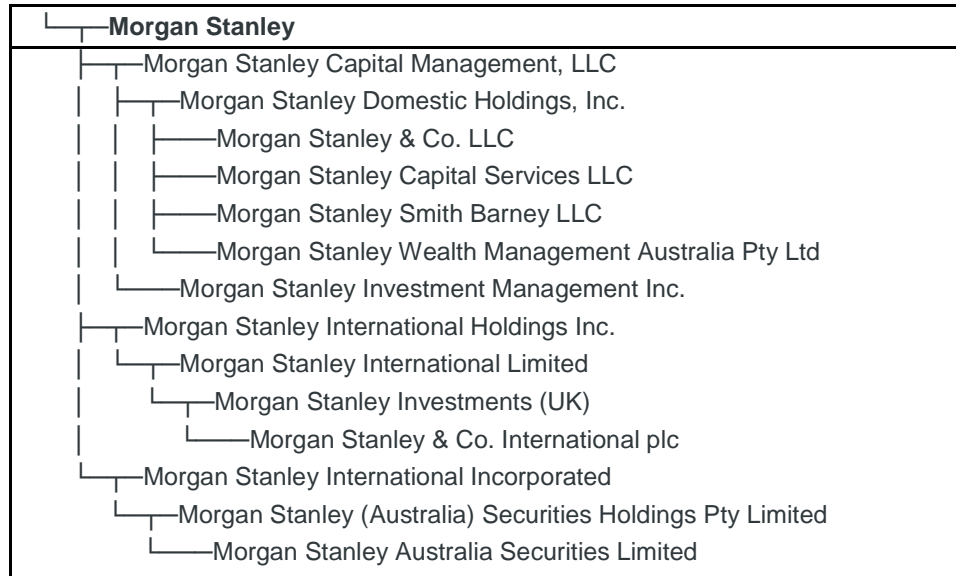 Morgan Stanley
Morgan Stanley Capital Management, LLC
Morgan Stanley Domestic Holdings, Inc.
Morgan Stanley & Co. LLC
Morgan Stanley Capital Services LLC
Morgan Stanley Smith Barney LLC
Morgan Stanley Wealth Management Australia Pty Ltd
Morgan Stanley Investment Management Inc.
Morgan Stanley International Holdings Inc.
Morgan Stanley International Limited
Morgan Stanley Investments (UK)
Morgan Stanley & Co. International plc
Morgan Stanley International Incorporated
Morgan Stanley (Australia) Securities Holdings Pty Limited
Morgan Stanley Australia Securities Limited